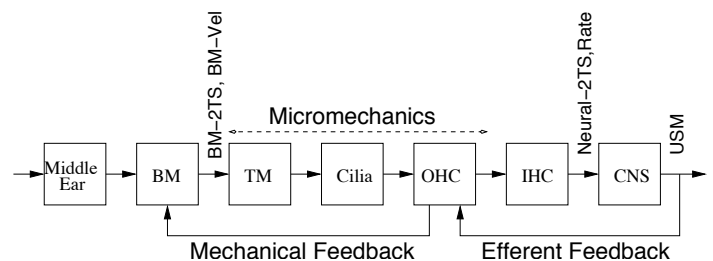 BM-2TS, BM-Vel
Neural-2TS,Rate
USM
Micromechanics
Middle
Ear
BM
TM
Cilia
OHC
IHC
CNS
Mechanical Feedback
Efferent Feedback